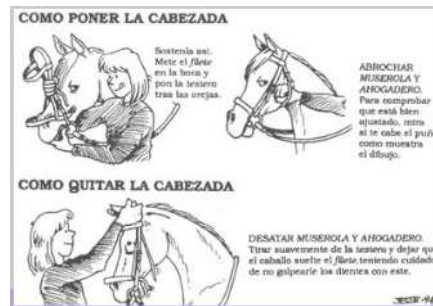 COMO PONER LA CABEZADA
Sostenla así.
Mete el filete
en la boca y
pon la testera
tras las orejas.
ABROCHAR
MUSEROLA Y
AHOGADERO.
Para comprobar
que está bien
ajustado, mira
si te cabe el puño
como muestra
el dibujo.
COMO QUITAR LA CABEZADA
DESATAR MUSEROLA Y AHOGADERO.
Tirar suavemente de la testera y dejar que
el caballo suelte el filete, teniendo cuidado
de no golpearle los dientes con este.